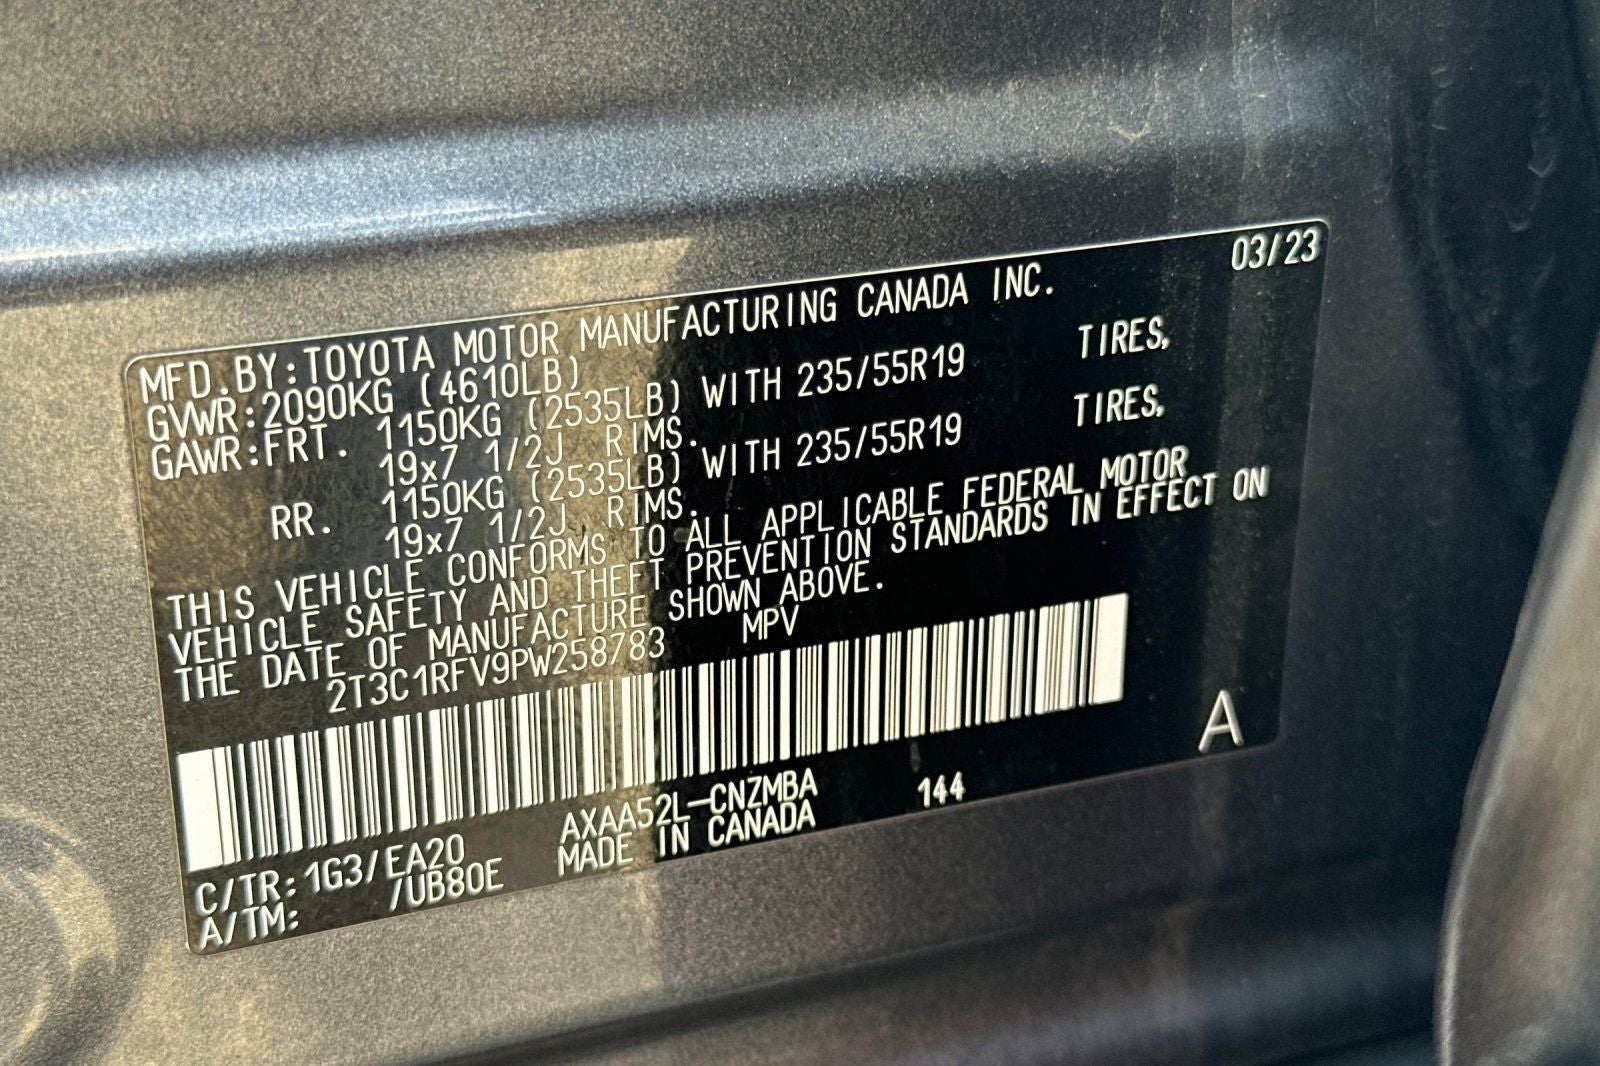 03/23
MFD.BY:TOYOTA MOTOR MANUFACTURING CANADA INC.
GVWR:2090KG (4610LB)
GAWR:FRT. 1150KG (2535LB) WITH 235/55R19 TIRES,
19x7 1/2J RIMS.
RR. 1150KG (2535LB) WITH 235/55R19 TIRES,
19x7 1/2J RIMS.
THIS VEHICLE CONFORMS TO ALL APPLICABLE FEDERAL MOTOR
VEHICLE SAFETY AND THEFT PREVENTION STANDARDS IN EFFECT ON
THE DATE OF MANUFACTURE SHOWN ABOVE.
2T3C1RFV9PW258783 MPV
A
AXAA52L-CNZMBA 144
C/TR:1G3/EA20 MADE IN CANADA
A/TM: /UB80E